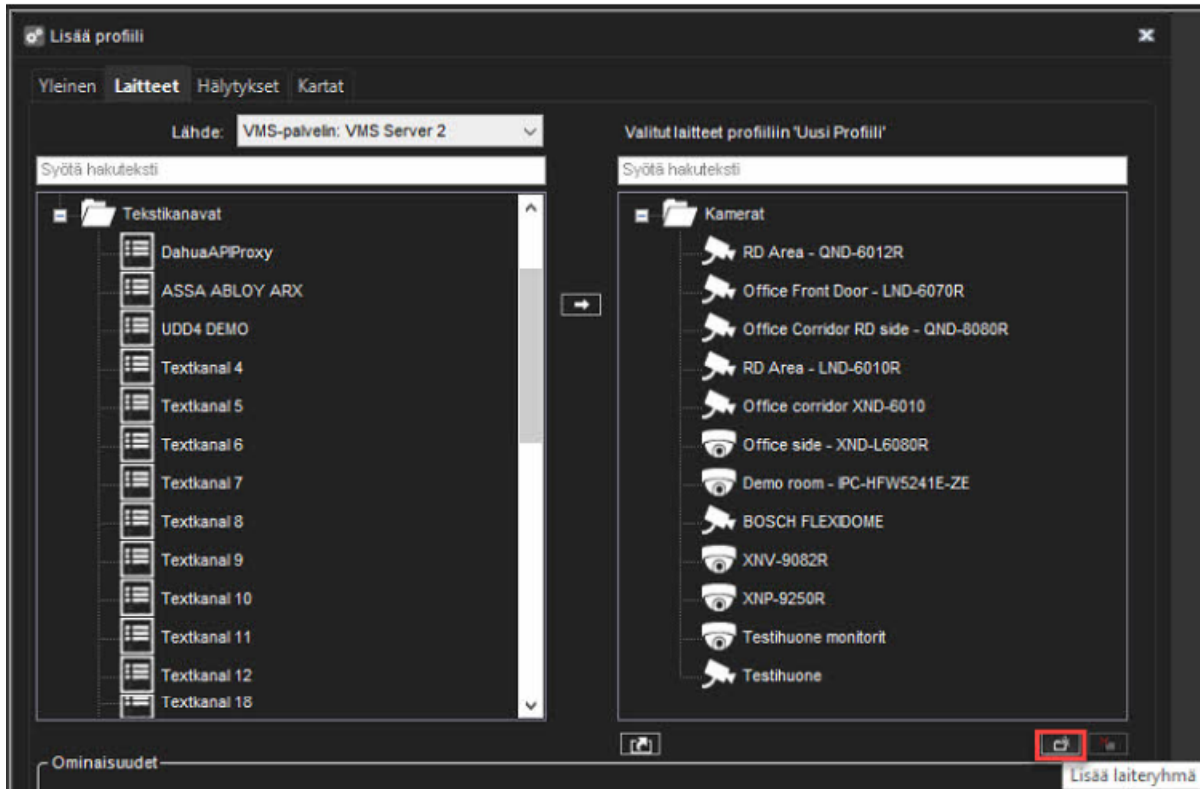 Lisää profiili
Yleinen Laitteet Hälytykset Kartat
Lähde: VMS-palvelin: VMS Server 2
Syötä hakuteksti
Tekstikanavat
DahuaAPIProxy
ASSA ABLOY ARX
UDD4 DEMO
Textkanal 4
Textkanal 5
Textkanal 6
Textkanal 7
Textkanal 8
Textkanal 9
Textkanal 10
Textkanal 11
Textkanal 12
Textkanal 18
Valitut laitteet profiiliin 'Uusi Profiili'
Syötä hakuteksti
Kamerat
RD Area - QND-6012R
Office Front Door - LND-6070R
Office Corridor RD side - QND-8080R
RD Area - LND-6010R
Office corridor XND-6010
Office side - XND-L6080R
Demo room - IPC-HFW5241E-ZE
BOSCH FLEXIDOME
XNV-9082R
XNP-9250R
Testihuone monitorit
Testihuone
Lisää laiteryhmä
Ominaisuudet